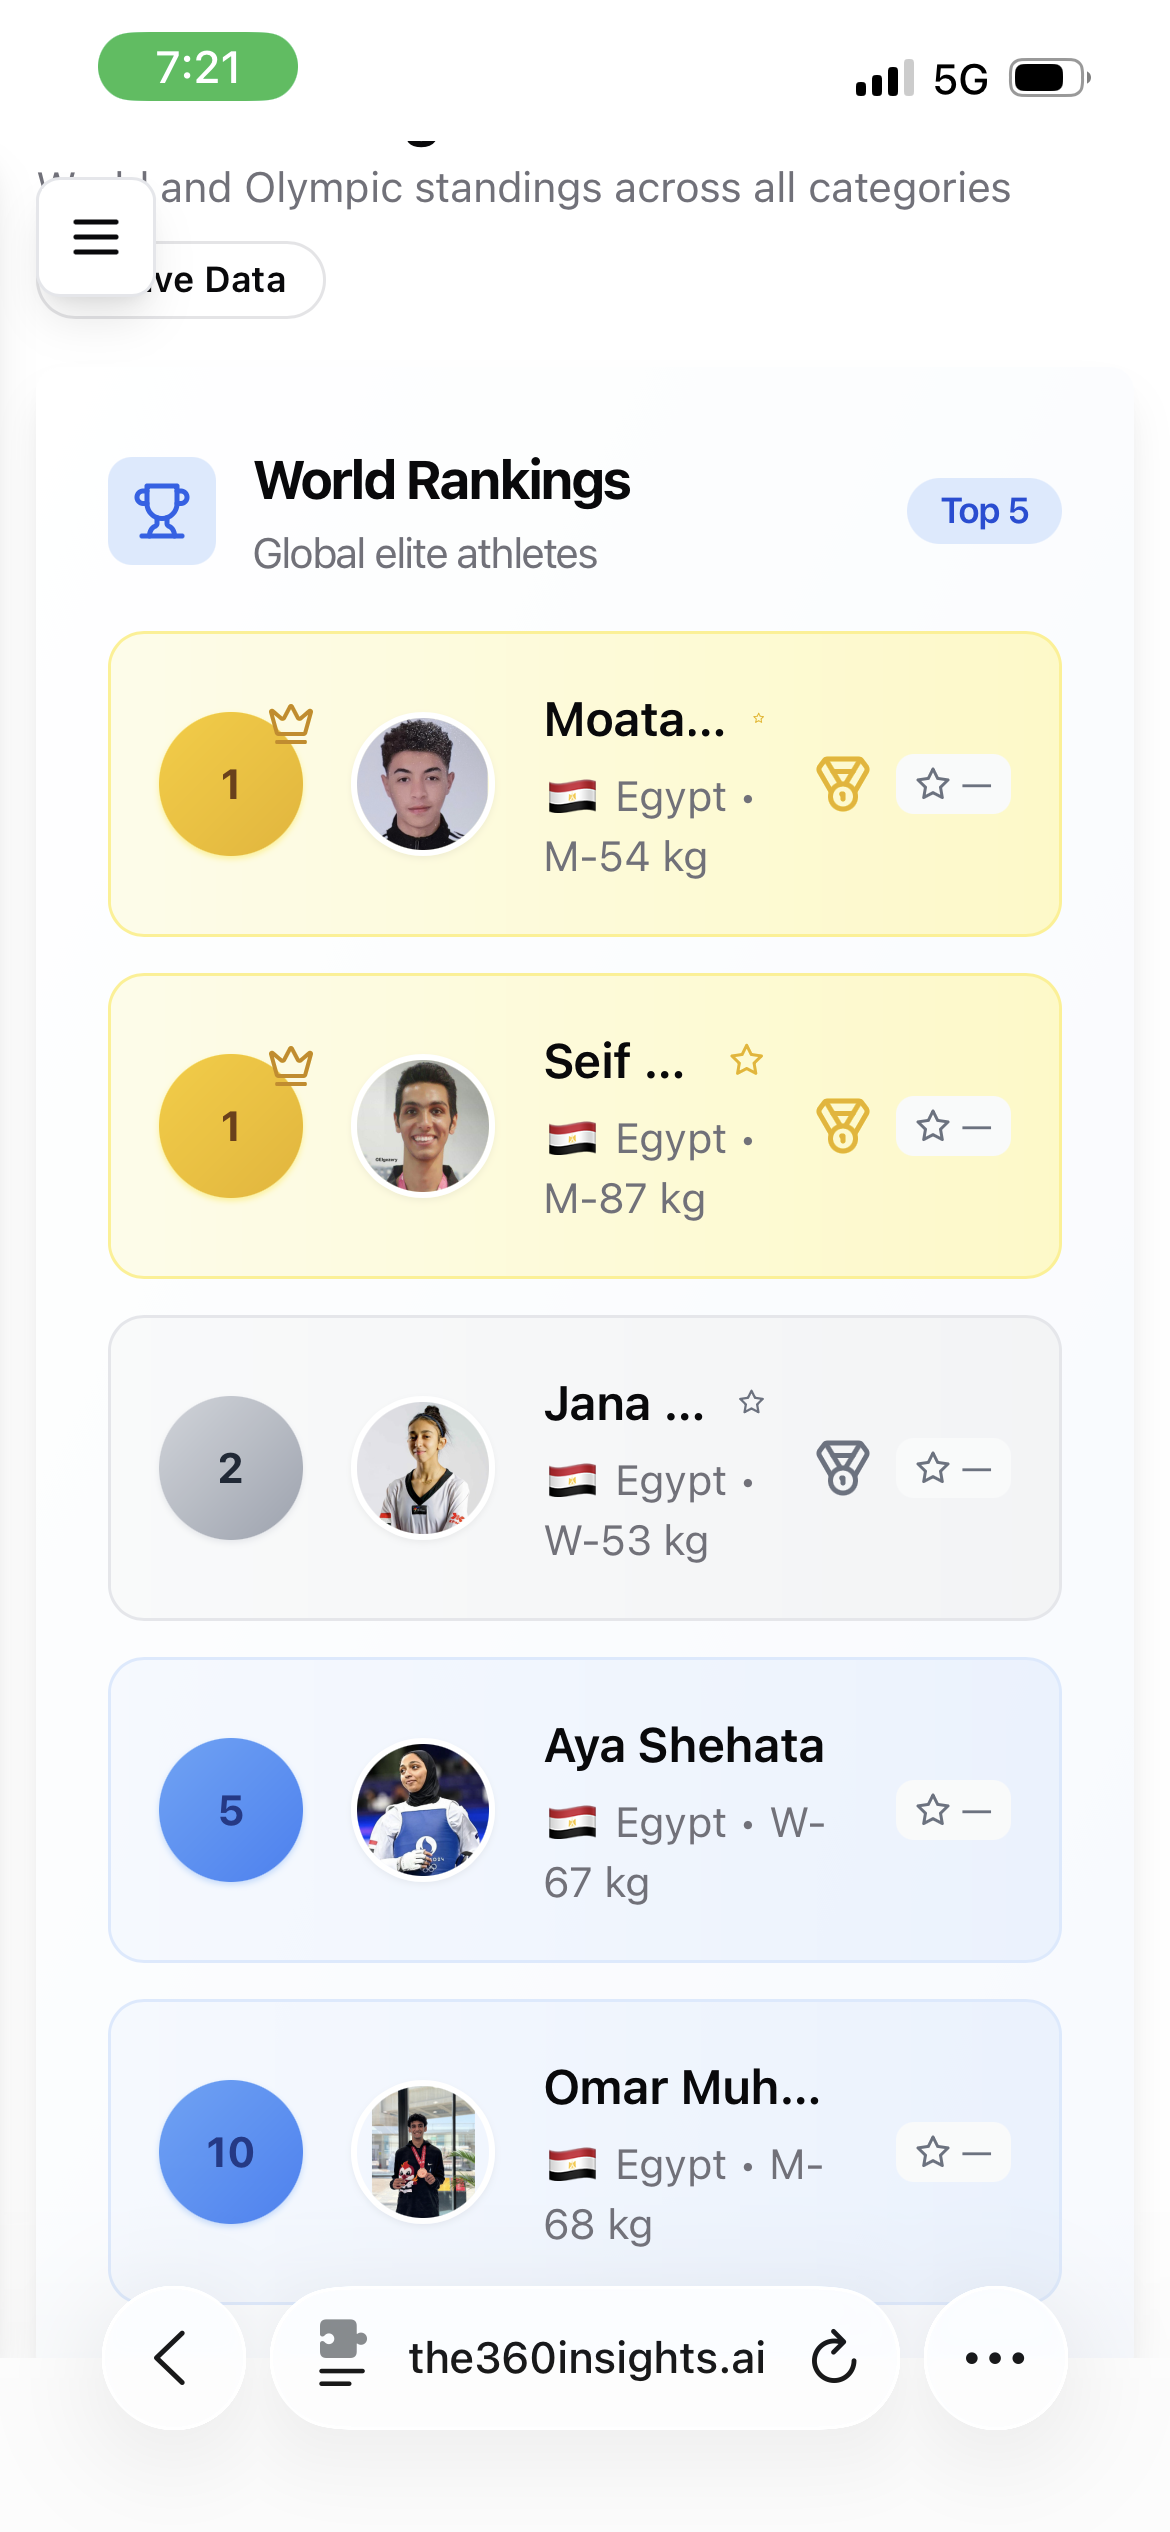 7:21
5G
and Olympic standings across all categories
ve Data
World Rankings
Global elite athletes
Top 5
1
Moata...
Egypt •
M-54 kg
—
1
Seif ...
Egypt •
M-87 kg
—
2
Jana ...
Egypt •
W-53 kg
—
5
Aya Shehata
Egypt • W-
67 kg
—
10
Omar Muh...
Egypt • M-
68 kg
—
the360insights.ai